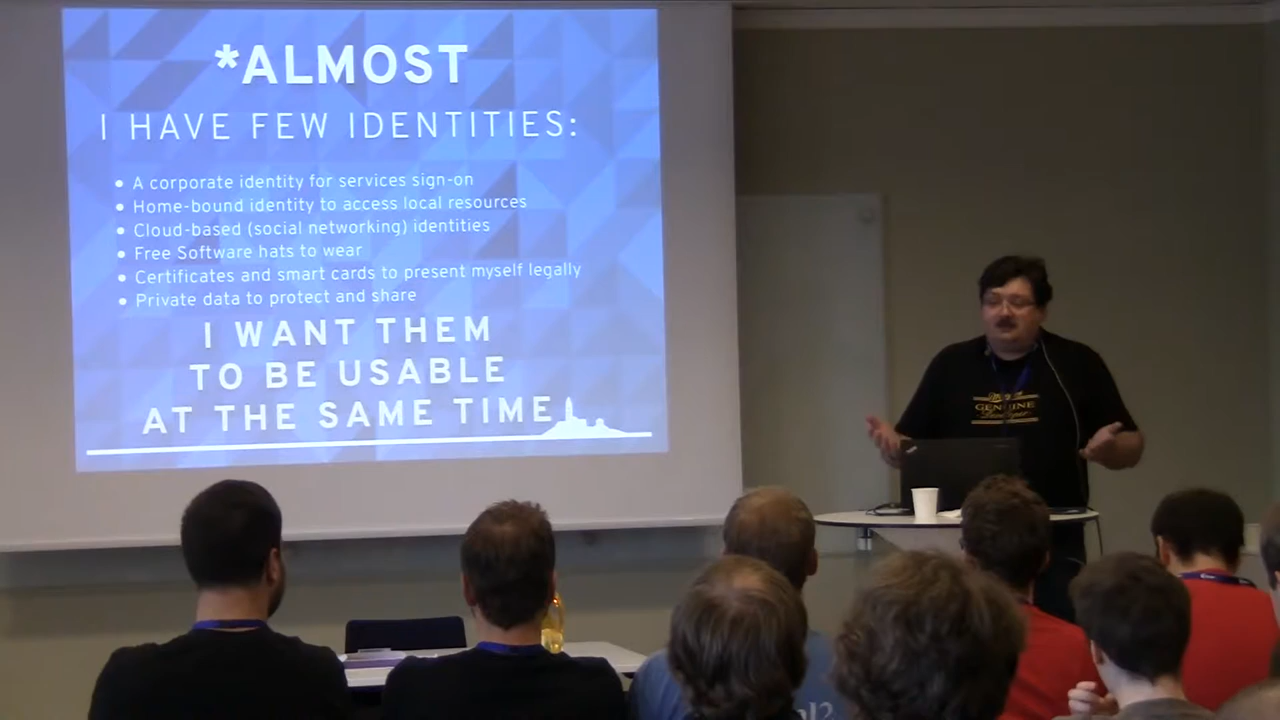 *ALMOST
I HAVE FEW IDENTITIES:
• A corporate identity for services sign-on
• Home-bound identity to access local resources
• Cloud-based (social networking) identities
• Free Software hats to wear
• Certificates and smart cards to present myself legally
• Private data to protect and share
I WANT THEM
TO BE USABLE
AT THE SAME TIME
GENUINE